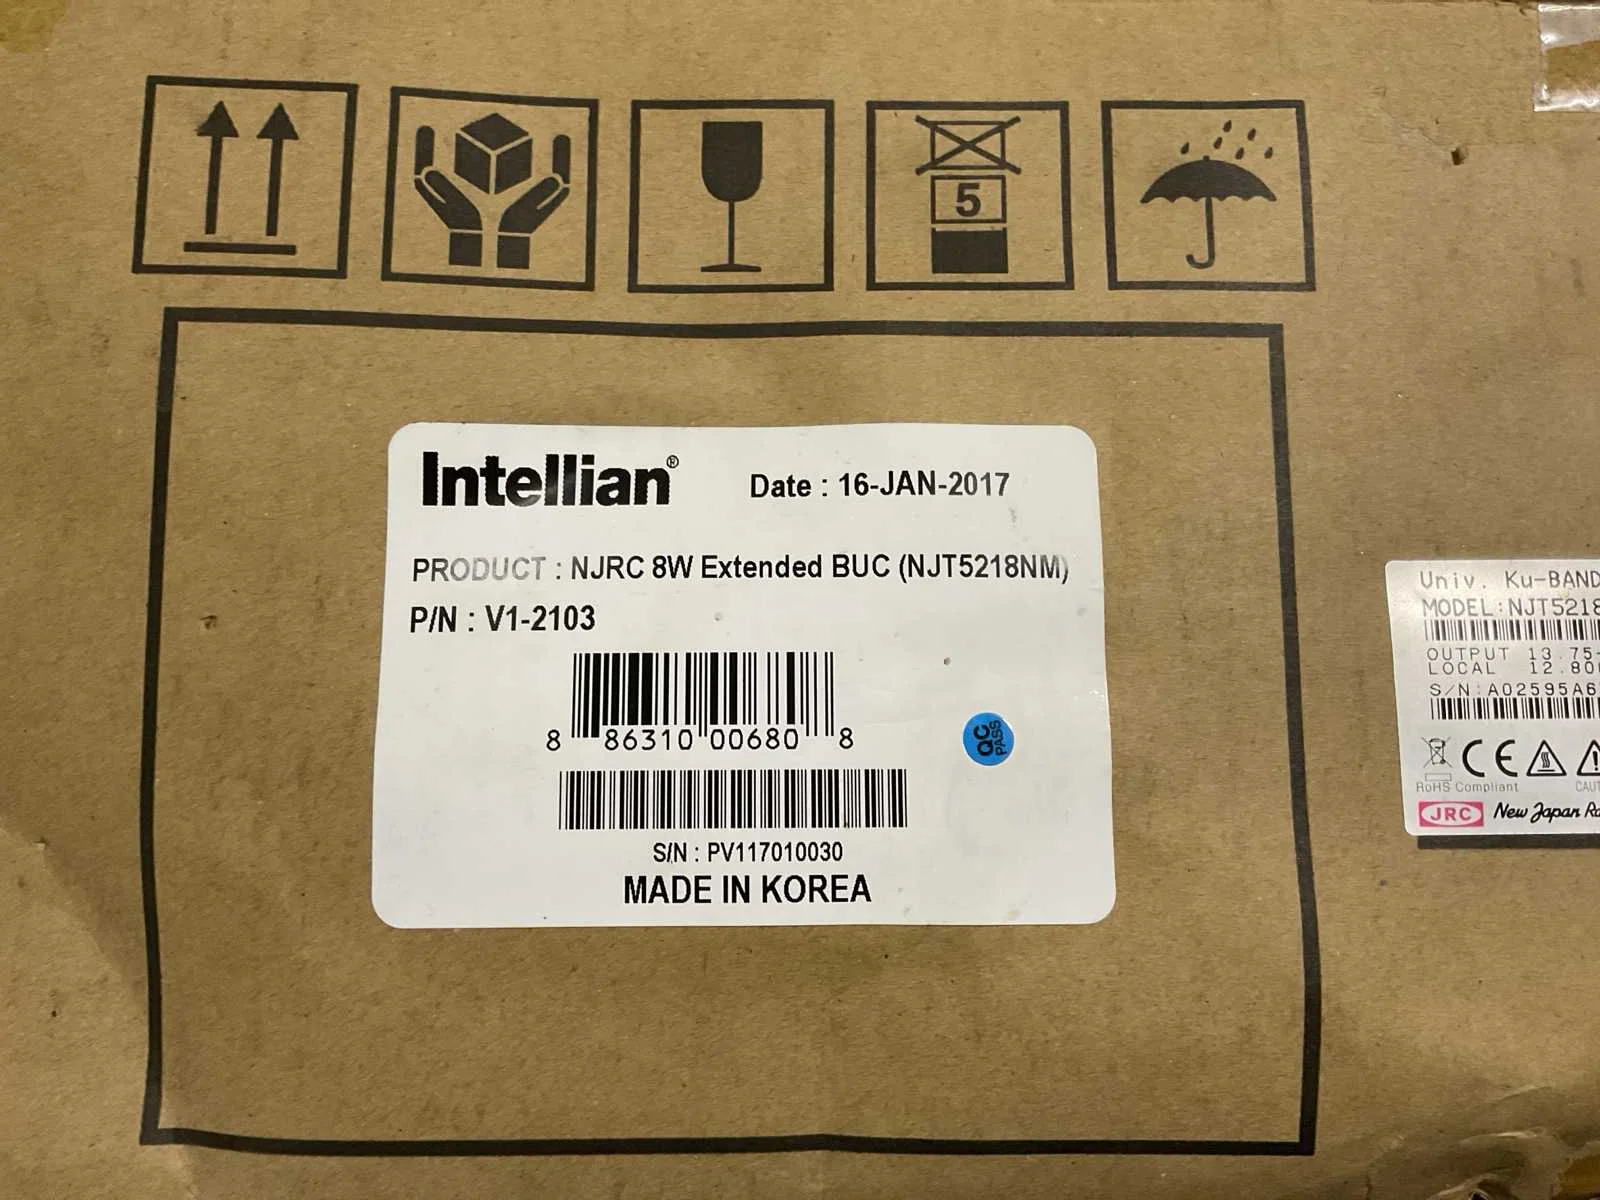 5
Intellian®
Date : 16-JAN-2017
PRODUCT : NJRC 8W Extended BUC (NJT5218NM)
P/N : V1-2103
8 86310 00680 8
QC
PASS
S/N : PV117010030
MADE IN KOREA
Univ. Ku-BAND
MODEL:NJT5218
OUTPUT 13.75-
LOCAL 12.80
S/N:A02595A6
CE
RoHS Compliant
JRC New Japan